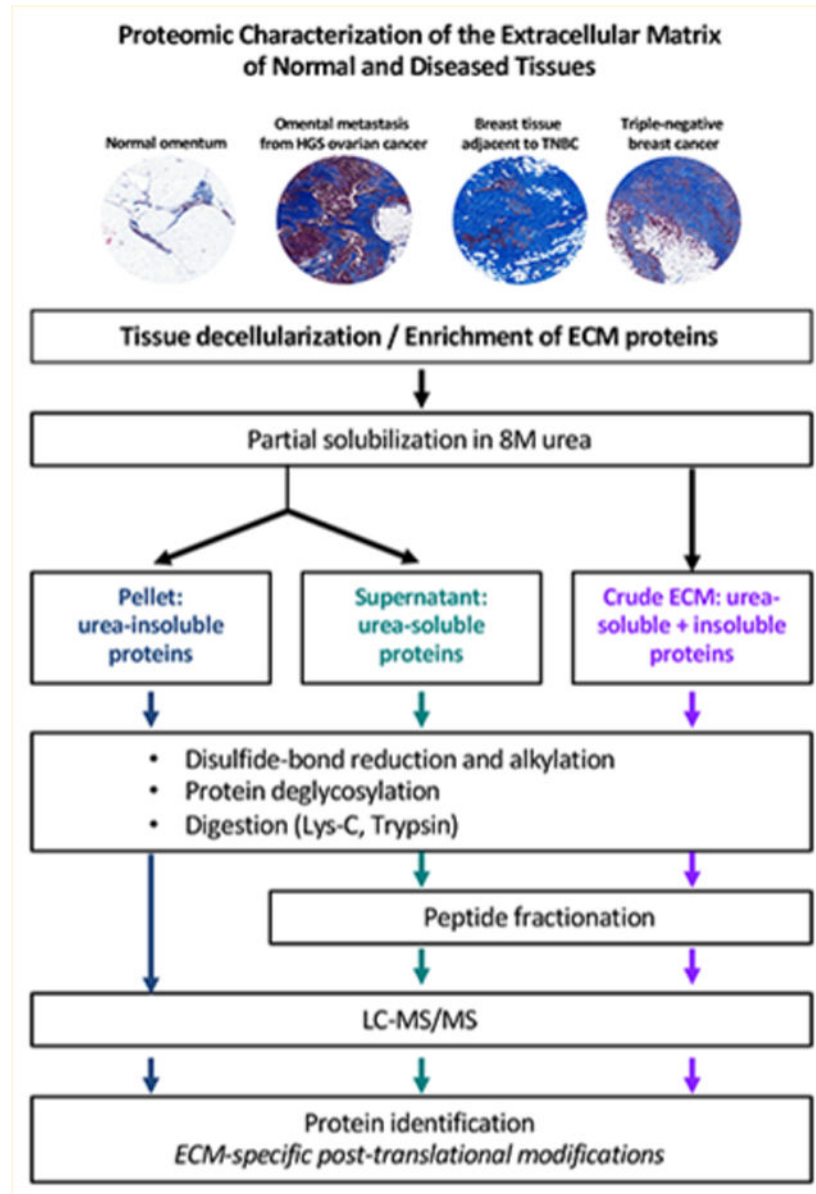 Proteomic Characterization of the Extracellular Matrix
of Normal and Diseased Tissues
Normal omentum
Omental metastasis
from HGS ovarian cancer
Breast tissue
adjacent to TNBC
Triple-negative
breast cancer
Tissue decellularization / Enrichment of ECM proteins
Partial solubilization in 8M urea
Pellet:
urea-insoluble
proteins
Supernatant:
urea-soluble
proteins
Crude ECM: urea-
soluble + insoluble
proteins
• Disulfide-bond reduction and alkylation
• Protein deglycosylation
• Digestion (Lys-C, Trypsin)
Peptide fractionation
LC-MS/MS
Protein identification
ECM-specific post-translational modifications